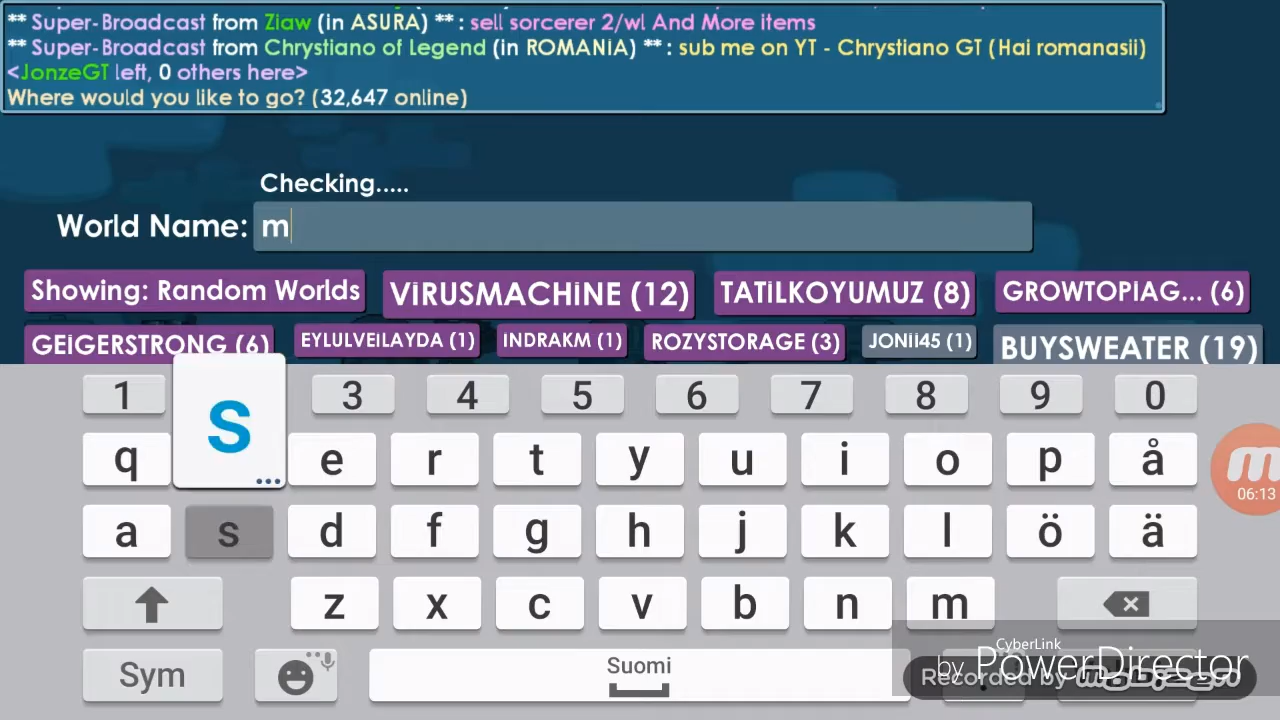 ** Super-Broadcast from Ziaw (in ASURA) ** : sell sorcerer 2/wl And More items
** Super-Broadcast from Chrystiano of Legend (in ROMANiA) ** : sub me on YT - Chrystiano GT (Hai romanasii)
<JonzeGT left, 0 others here>
Where would you like to go? (32,647 online)
Checking.....
World Name: m
Showing: Random Worlds ViRUSMACHiNE (12) TATiLKOYUMUZ (8) GROWTOPiAG... (6)
GEiGERSTRONG (6) EYLULVEiLAYDA (1) iNDRAKM (1) ROZYSTORAGE (3) JONii45 (1) BUYSWEATER (19)
1 3 4 5 6 7 8 9 0
S
q e r t y u i o p å
06:13
a s d f g h j k l ö ä
z x c v b n m
CyberLink
by PowerDirector
Sym Suomi
Recorded by